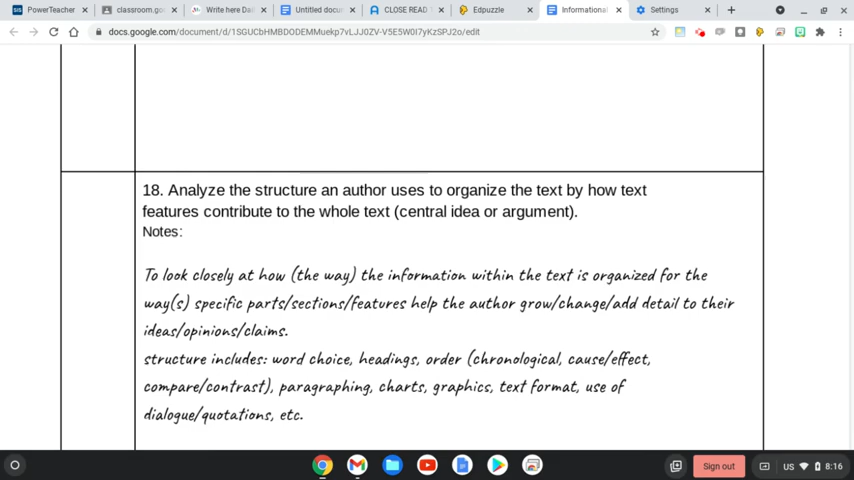 PowerTeacher
classroom.goo
Write here Dai
Untitled docu
CLOSE READ
Edpuzzle
Informational
Settings
docs.google.com/document/d/1SGUCbHMBDODEMMuekp7vLJJ0ZV-V5E5W0I7yKzSPJ2o/edit
18. Analyze the structure an author uses to organize the text by how text
features contribute to the whole text (central idea or argument).
Notes:
To look closely at how (the way) the information within the text is organized for the
way(s) specific parts/sections/features help the author grow/change/add detail to their
ideas/opinions/claims.
structure includes: word choice, headings, order (chronological, cause/effect,
compare/contrast), paragraphing, charts, graphics, text format, use of
dialogue/quotations, etc.
Sign out
US
8:16